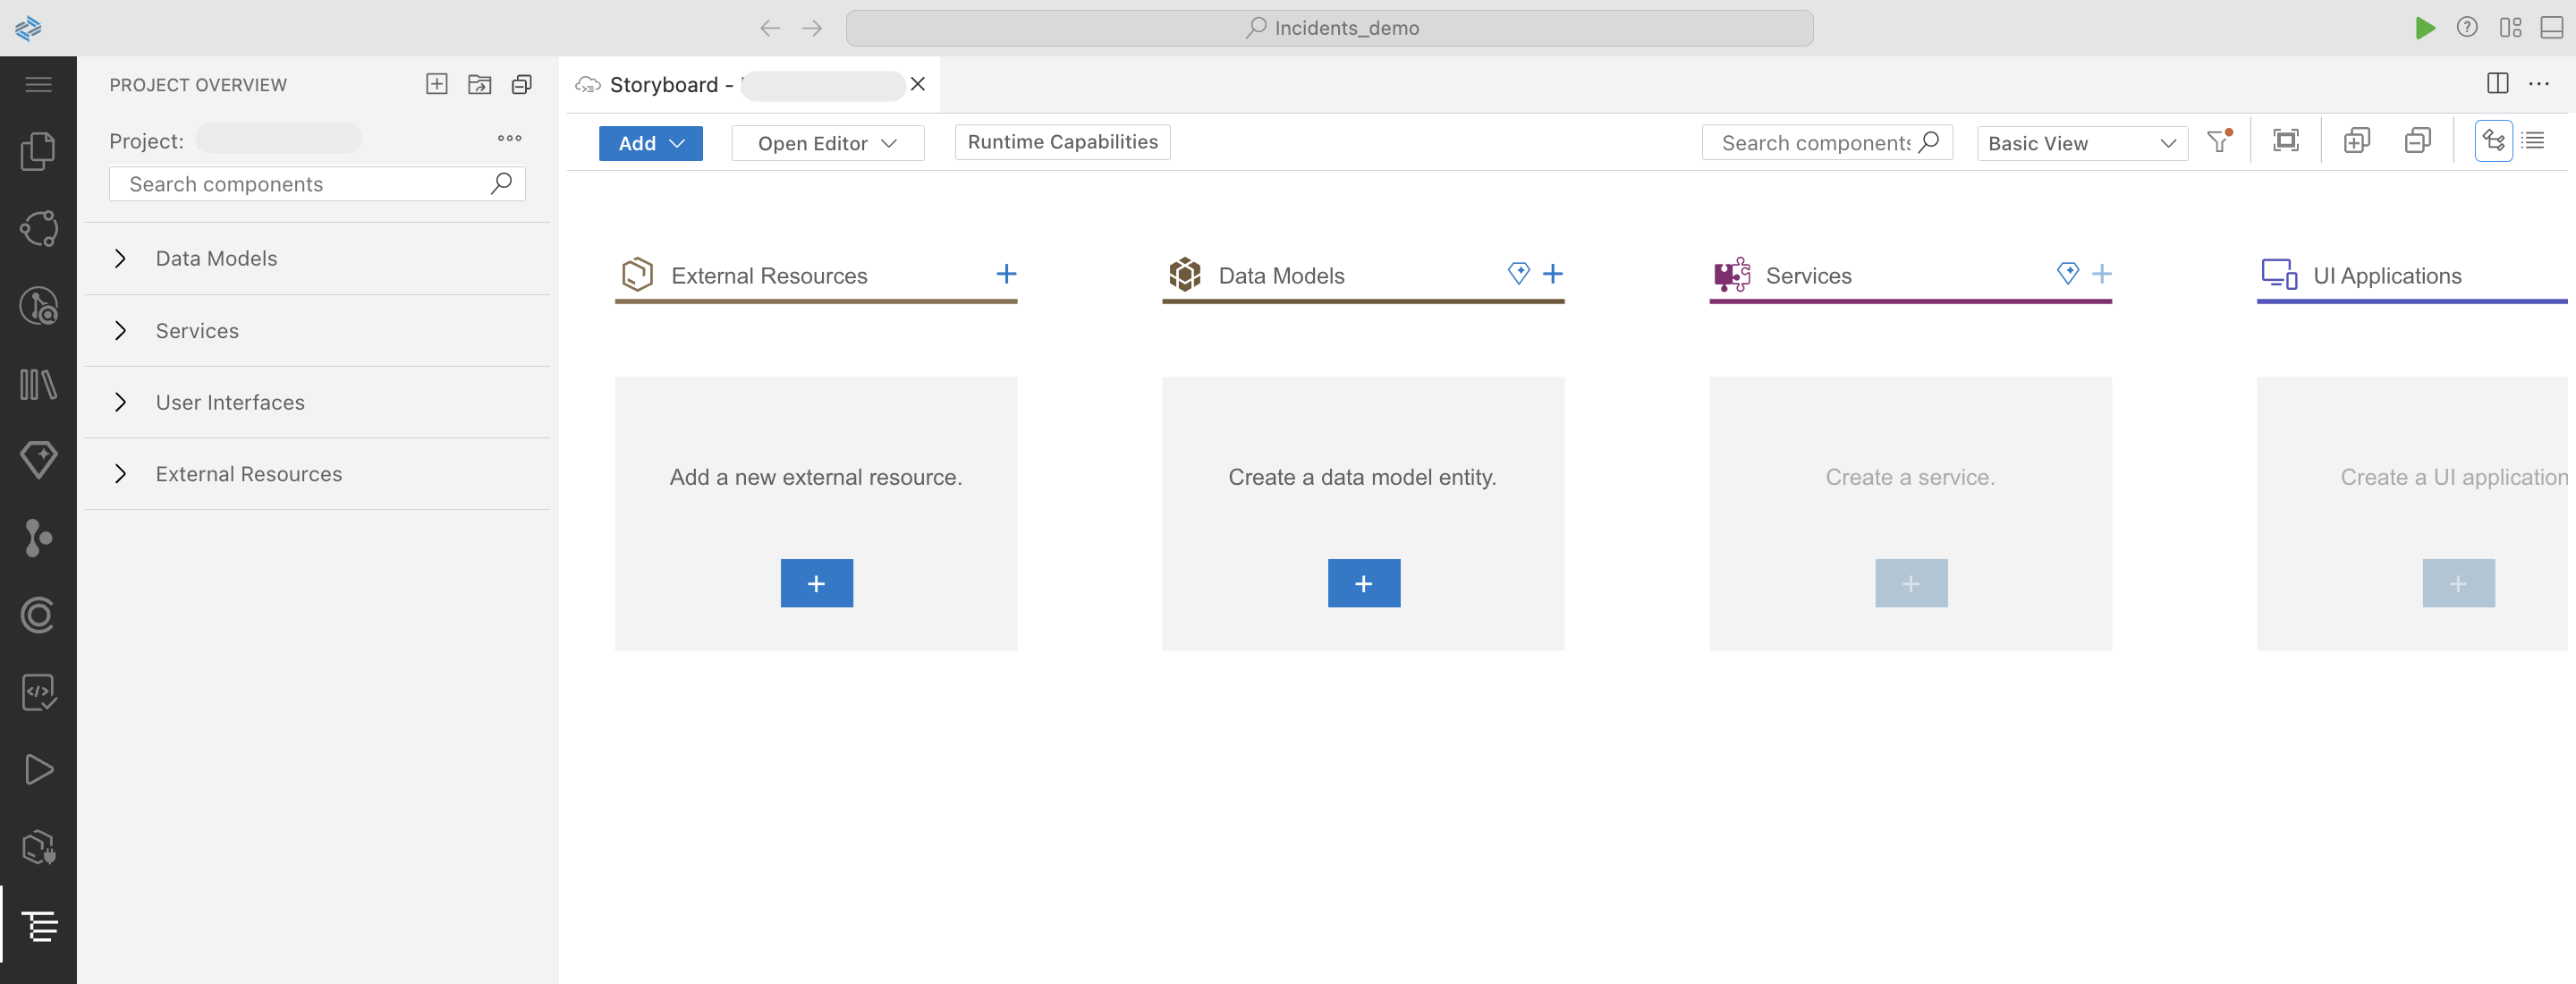 Incidents_demo
PROJECT OVERVIEW
Project:
Search components
Data Models
Services
User Interfaces
External Resources
Storyboard -
Add
Open Editor
Runtime Capabilities
Search components
Basic View
External Resources
Data Models
Services
UI Applications
Add a new external resource.
Create a data model entity.
Create a service.
Create a UI application